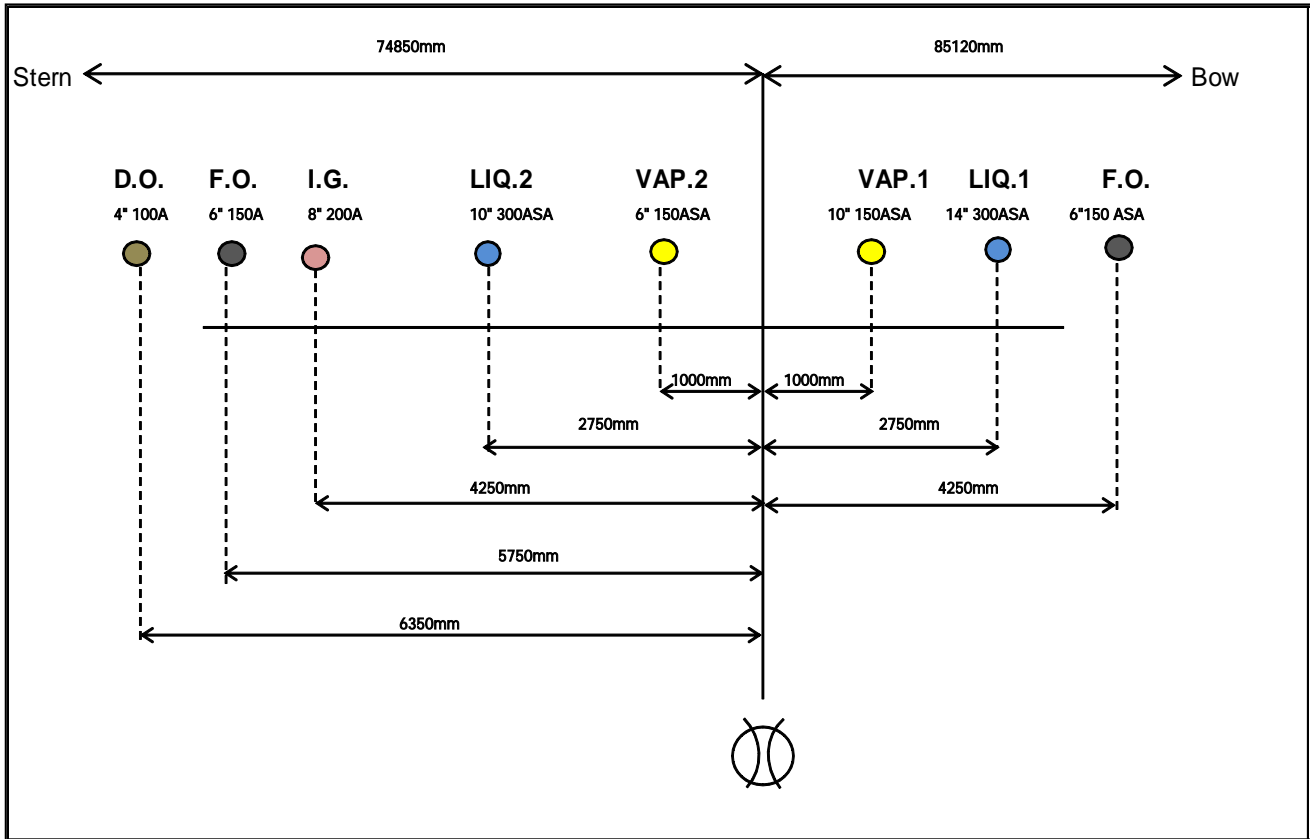 74850mm
85120mm
Stern
Bow
D.O. F.O. I.G. LIQ.2 VAP.2 VAP.1 LIQ.1 F.O.
4" 100A 6" 150A 8" 200A 10" 300ASA 6" 150ASA 10" 150ASA 14" 300ASA 6"150 ASA
1000mm 1000mm
2750mm 2750mm
4250mm 4250mm
5750mm
6350mm